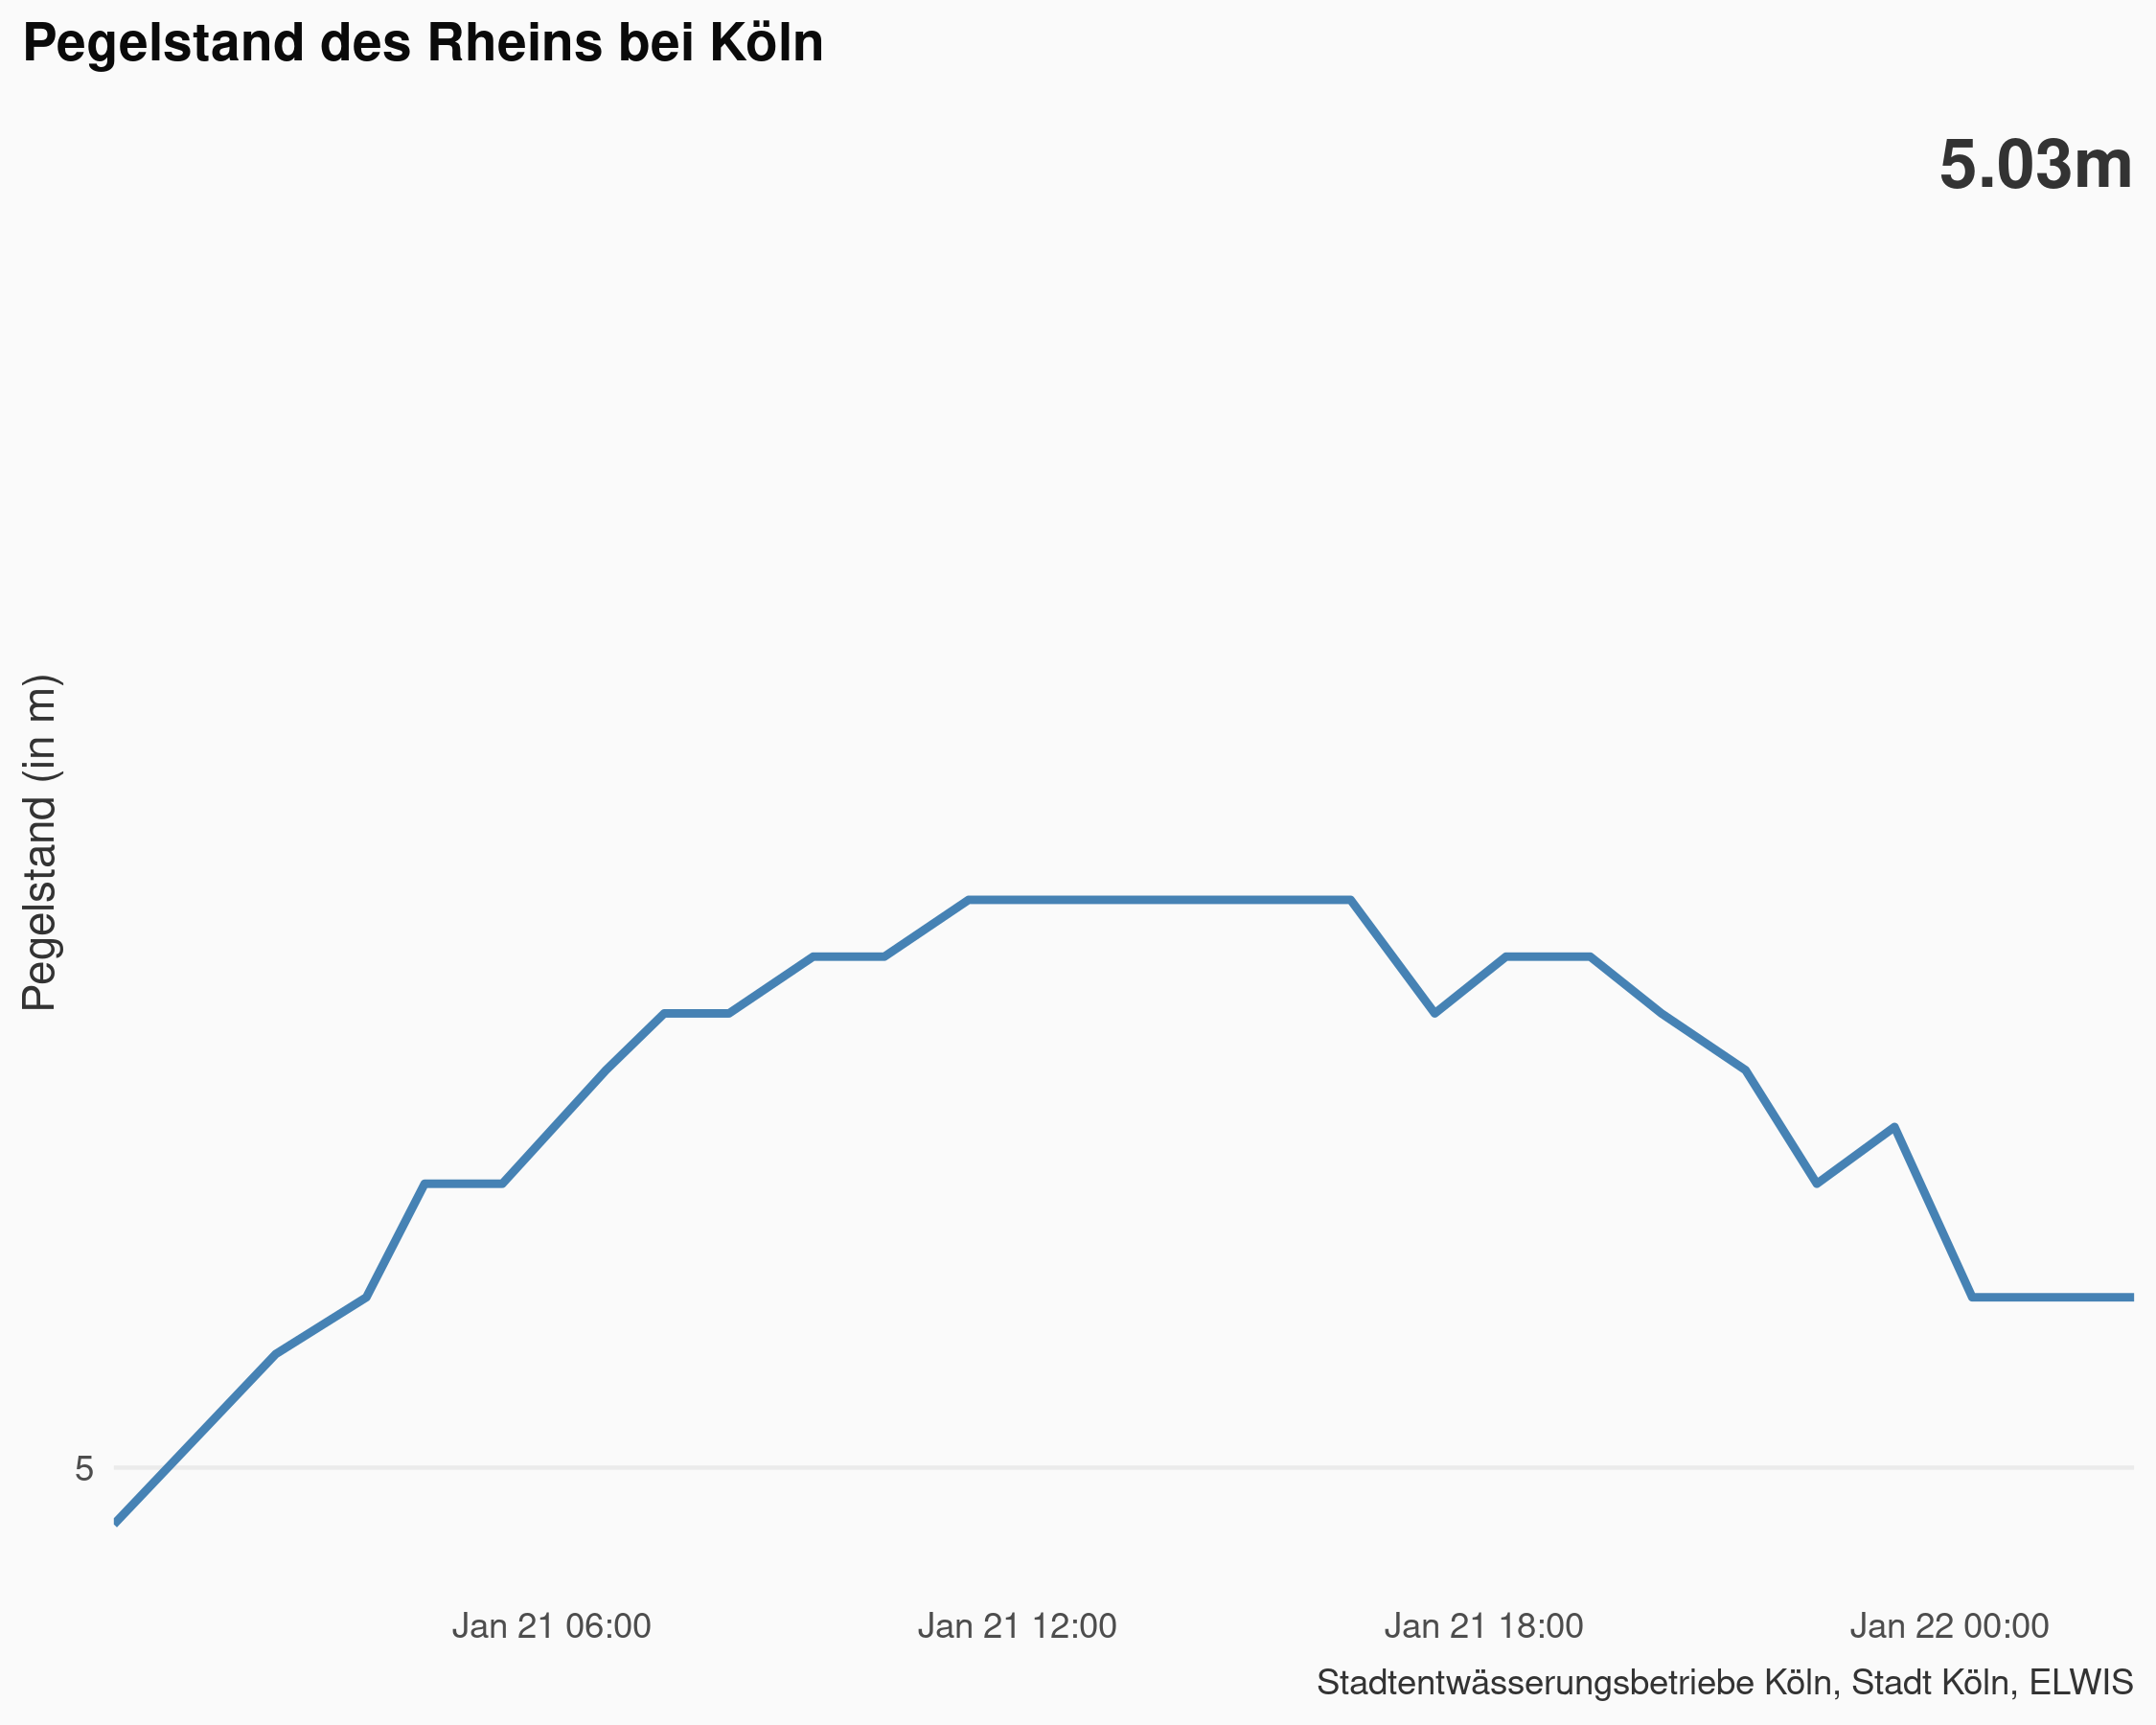 Pegelstand des Rheins bei Köln
5.03m
Pegelstand (in m)
5
Jan 21 06:00
Jan 21 12:00
Jan 21 18:00
Jan 22 00:00
Stadtentwässerungsbetriebe Köln, Stadt Köln, ELWIS